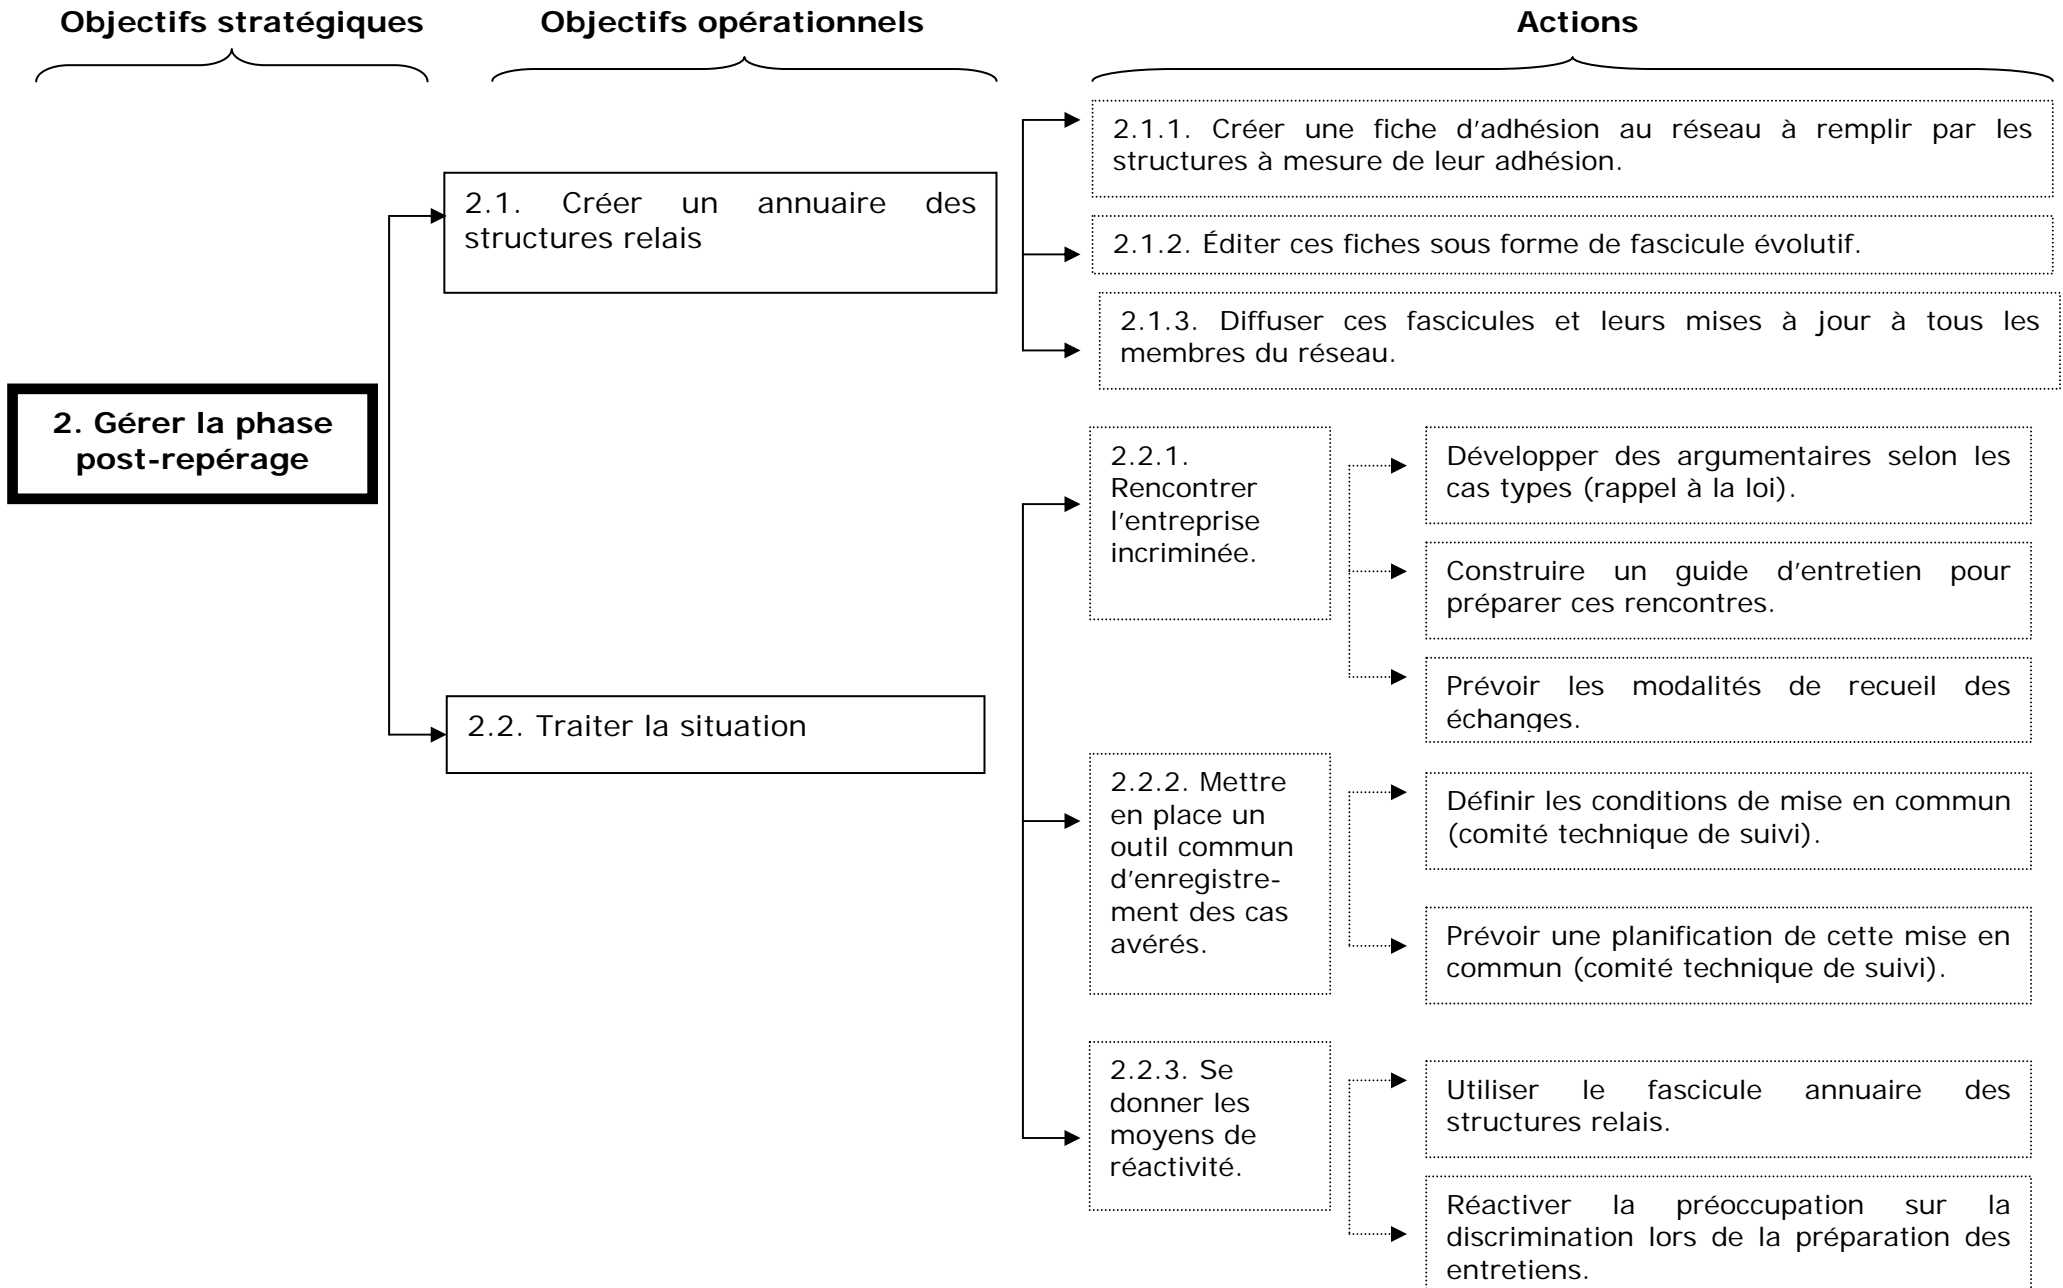 Objectifs stratégiques
Objectifs opérationnels
Actions
2. Gérer la phase
post-repérage
2.1. Créer un annuaire des
structures relais
2.1.1. Créer une fiche d'adhésion au réseau à remplir par les
structures à mesure de leur adhésion.
2.1.2. Éditer ces fiches sous forme de fascicule évolutif.
2.1.3. Diffuser ces fascicules et leurs mises à jour à tous les
membres du réseau.
2.2. Traiter la situation
2.2.1.
Rencontrer
l'entreprise
incriminée.
Développer des argumentaires selon les
cas types (rappel à la loi).
Construire un guide d'entretien pour
préparer ces rencontres.
Prévoir les modalités de recueil des
échanges.
2.2.2. Mettre
en place un
outil commun
d'enregistre-
ment des cas
avérés.
Définir les conditions de mise en commun
(comité technique de suivi).
Prévoir une planification de cette mise en
commun (comité technique de suivi).
2.2.3. Se
donner les
moyens de
réactivité.
Utiliser le fascicule annuaire des
structures relais.
Réactiver la préoccupation sur la
discrimination lors de la préparation des
entretiens.